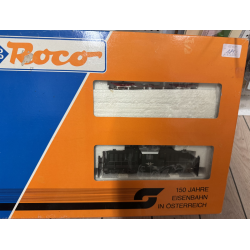 Roco
150 JAHRE
EISENBAHN
IN ÖSTERREICH